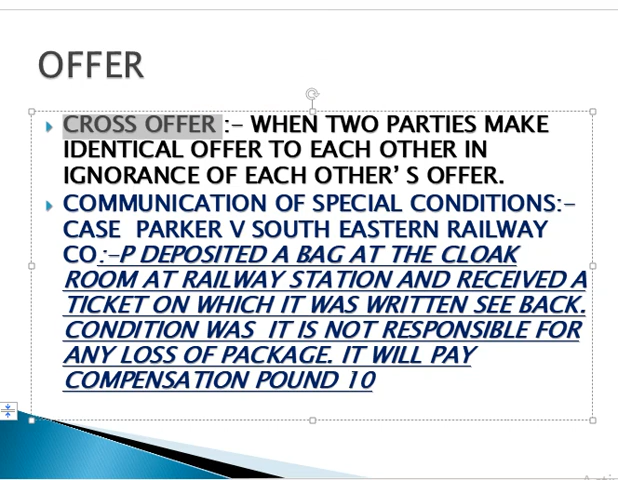 OFFER
CROSS OFFER :- WHEN TWO PARTIES MAKE
IDENTICAL OFFER TO EACH OTHER IN
IGNORANCE OF EACH OTHER’ S OFFER.
COMMUNICATION OF SPECIAL CONDITIONS:-
CASE PARKER V SOUTH EASTERN RAILWAY
CO:-P DEPOSITED A BAG AT THE CLOAK
ROOM AT RAILWAY STATION AND RECEIVED A
TICKET ON WHICH IT WAS WRITTEN SEE BACK.
CONDITION WAS IT IS NOT RESPONSIBLE FOR
ANY LOSS OF PACKAGE. IT WILL PAY
COMPENSATION POUND 10